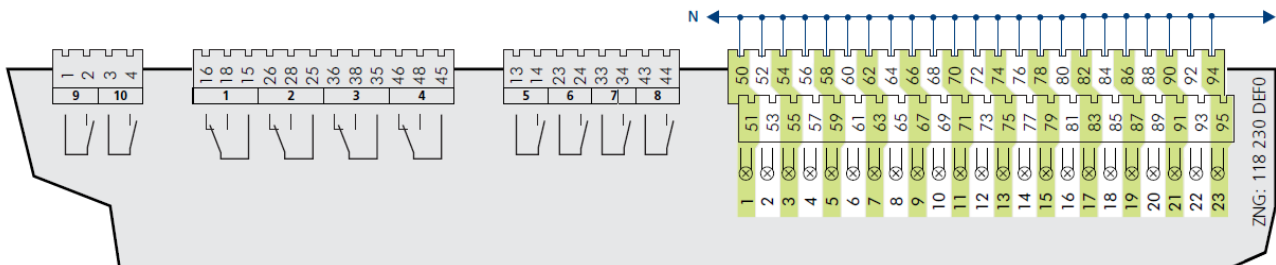 N
50 52 54 56 58 60 62 64 66 68 70 72 74 76 78 80 82 84 86 88 90 92 94
1 2 3 4 16 18 15 26 28 25 36 38 35 46 48 45 13 14 23 24 33 34 43 44
9 10 1 2 3 4 5 6 7 8
51 53 55 57 59 61 63 65 67 69 71 73 75 77 79 81 83 85 87 89 91 93 95
1 2 3 4 5 6 7 8 9 10 11 12 13 14 15 16 17 18 19 20 21 22 23
ZNG: 118 230 DEF0